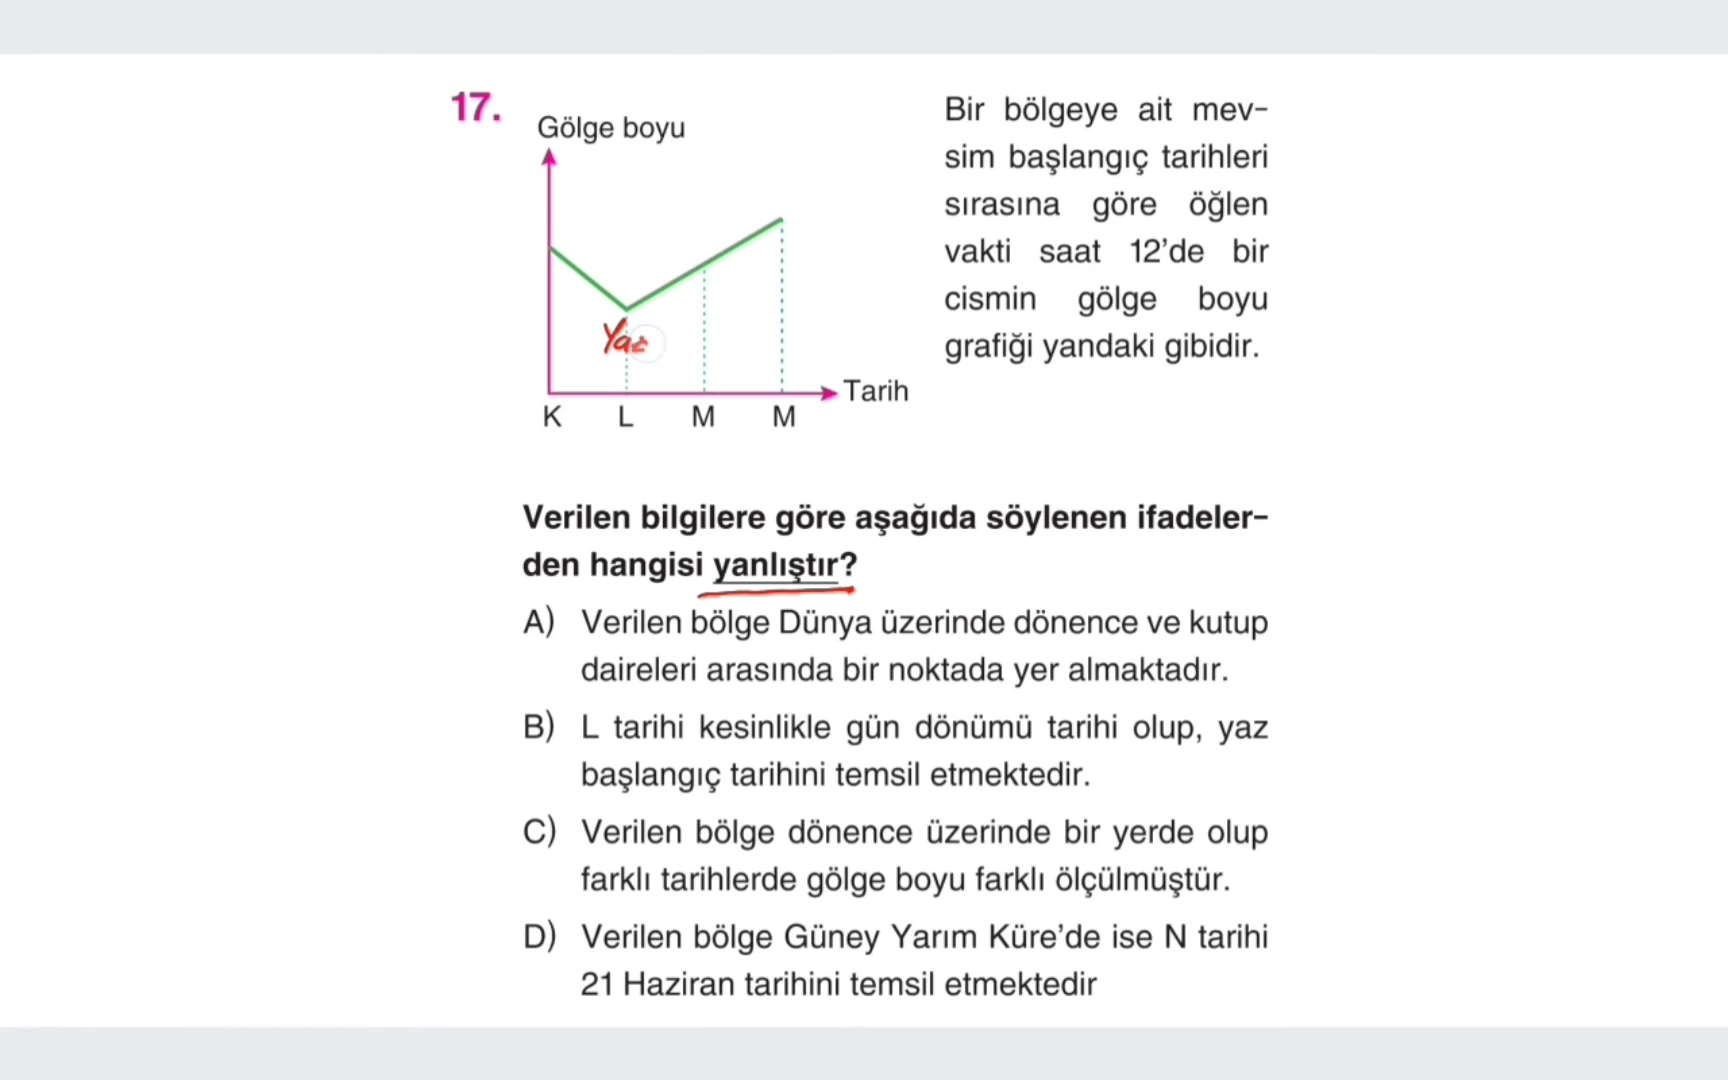 17.
Gölge boyu
Yaz
Tarih
K L M M
Bir bölgeye ait mev-
sim başlangıç tarihleri
sırasına göre öğlen
vakti saat 12'de bir
cismin gölge boyu
grafiği yandaki gibidir.
Verilen bilgilere göre aşağıda söylenen ifadeler-
den hangisi yanlıştır?
A) Verilen bölge Dünya üzerinde dönence ve kutup
daireleri arasında bir noktada yer almaktadır.
B) L tarihi kesinlikle gün dönümü tarihi olup, yaz
başlangıç tarihini temsil etmektedir.
C) Verilen bölge dönence üzerinde bir yerde olup
farklı tarihlerde gölge boyu farklı ölçülmüştür.
D) Verilen bölge Güney Yarım Küre'de ise N tarihi
21 Haziran tarihini temsil etmektedir